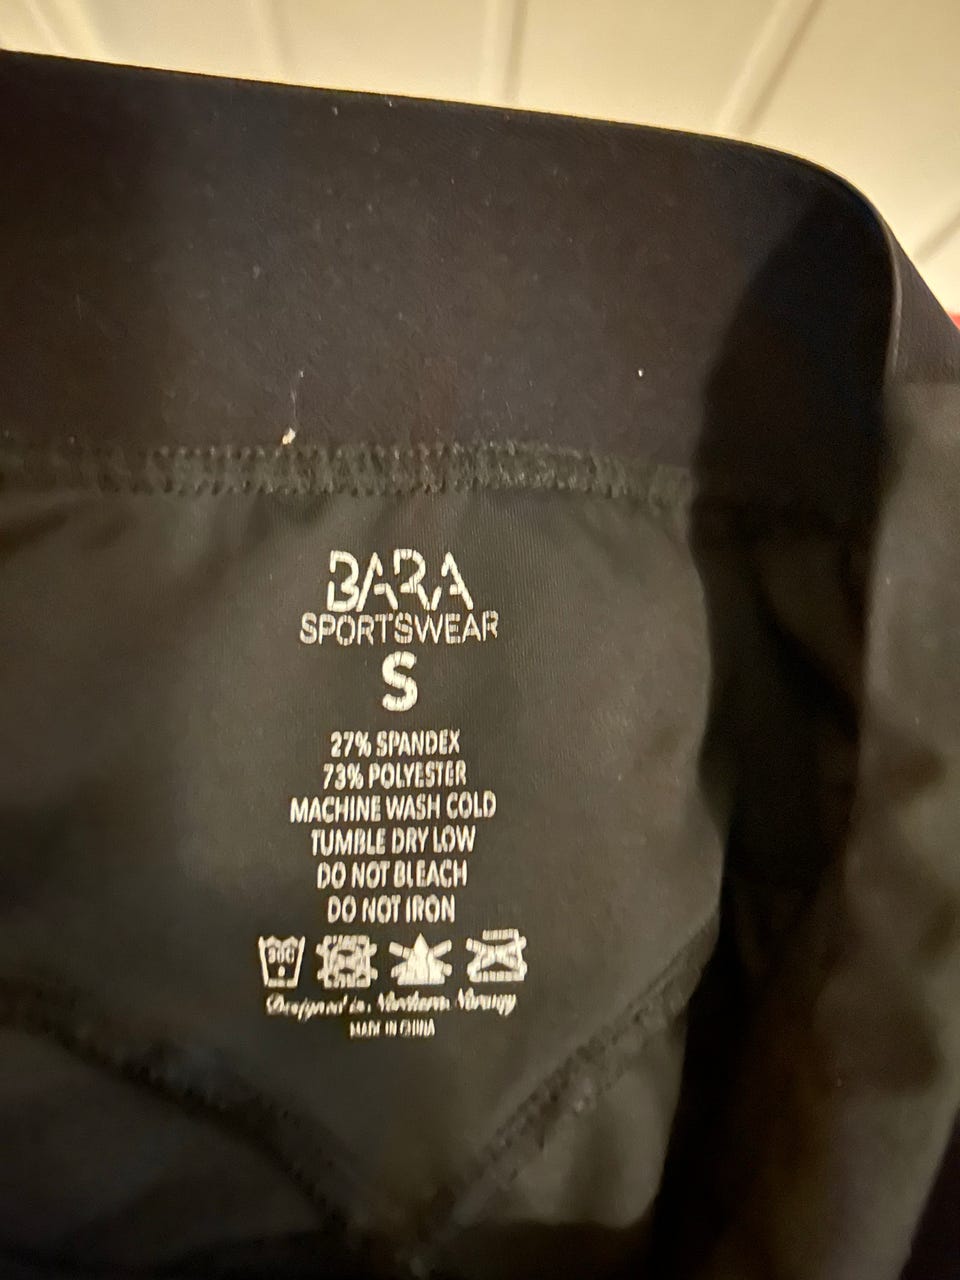 BARA
SPORTSWEAR
S
27% SPANDEX
73% POLYESTER
MACHINE WASH COLD
TUMBLE DRY LOW
DO NOT BLEACH
DO NOT IRON
30C
Designed in Northern Norway
MADE IN CHINA